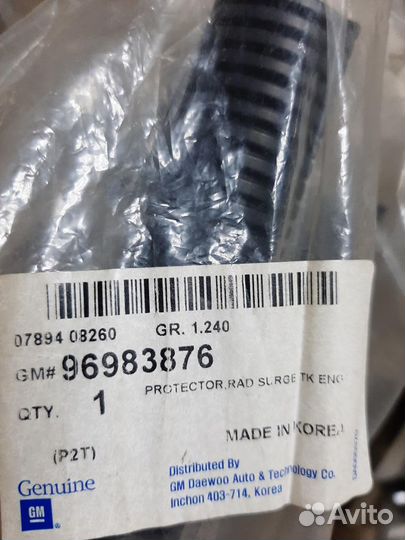 07894 08260 GR. 1.240
GM# 96983876
PROTECTOR,RAD SURGE TK ENG
QTY. 1
MADE IN KOREA
(P2T)
Distributed By
GM Daewoo Auto & Technology Co.
Inchon 403-714, Korea
Genuine
GM
Avito